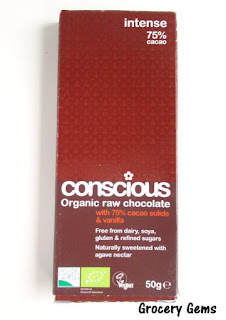 intense
75%
cacao
conscious
Organic raw chocolate
with 75% cacao solids
& vanilla
Free from dairy, soya,
gluten & refined sugars
Naturally sweetened with
agave nectar
Vegan
50g e
Grocery Gems